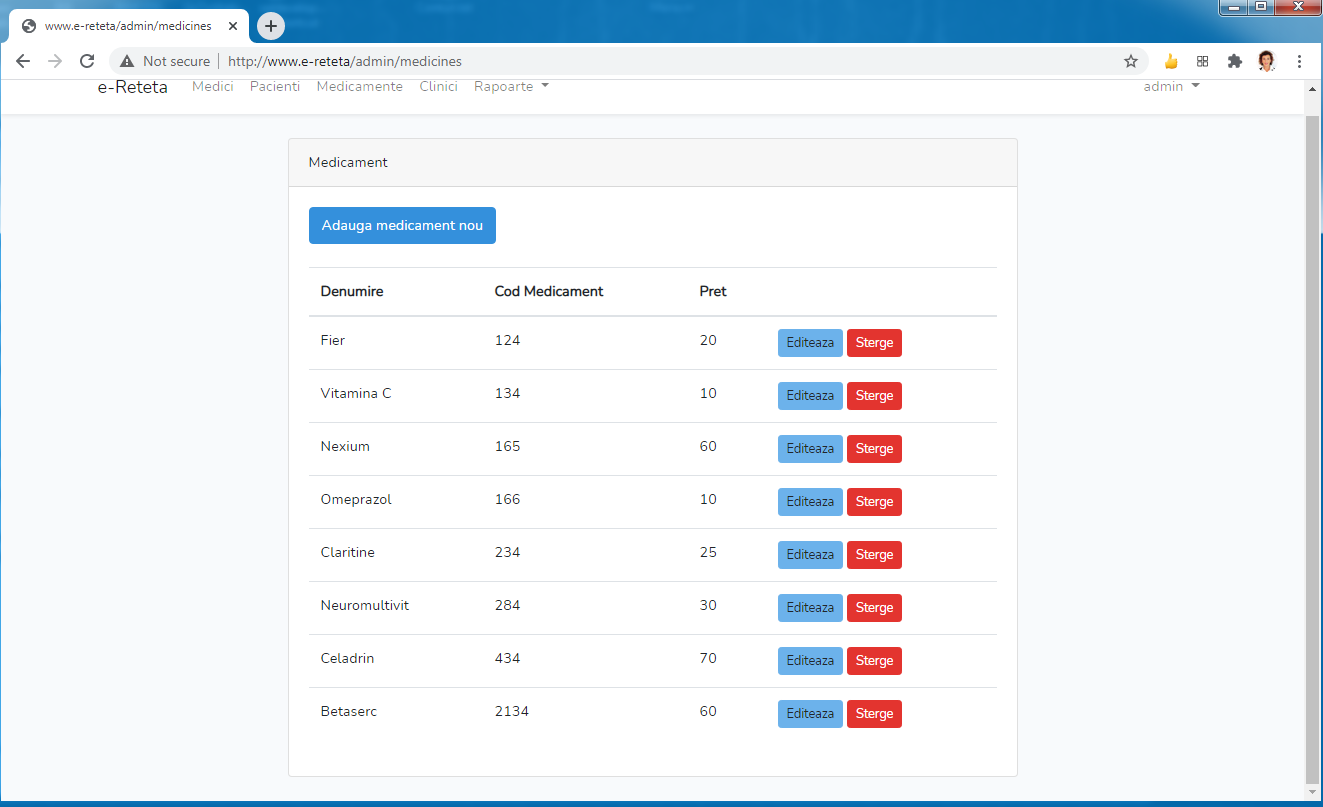 www.e-reteta/admin/medicines
Not secure http://www.e-reteta/admin/medicines
e-Reteta Medici Pacienti Medicamente Clinici Rapoarte admin
Medicament
Adauga medicament nou
Denumire Cod Medicament Pret
Fier 124 20 Editeaza Sterge
Vitamina C 134 10 Editeaza Sterge
Nexium 165 60 Editeaza Sterge
Omeprazol 166 10 Editeaza Sterge
Claritine 234 25 Editeaza Sterge
Neuromultivit 284 30 Editeaza Sterge
Celadrin 434 70 Editeaza Sterge
Betaserc 2134 60 Editeaza Sterge